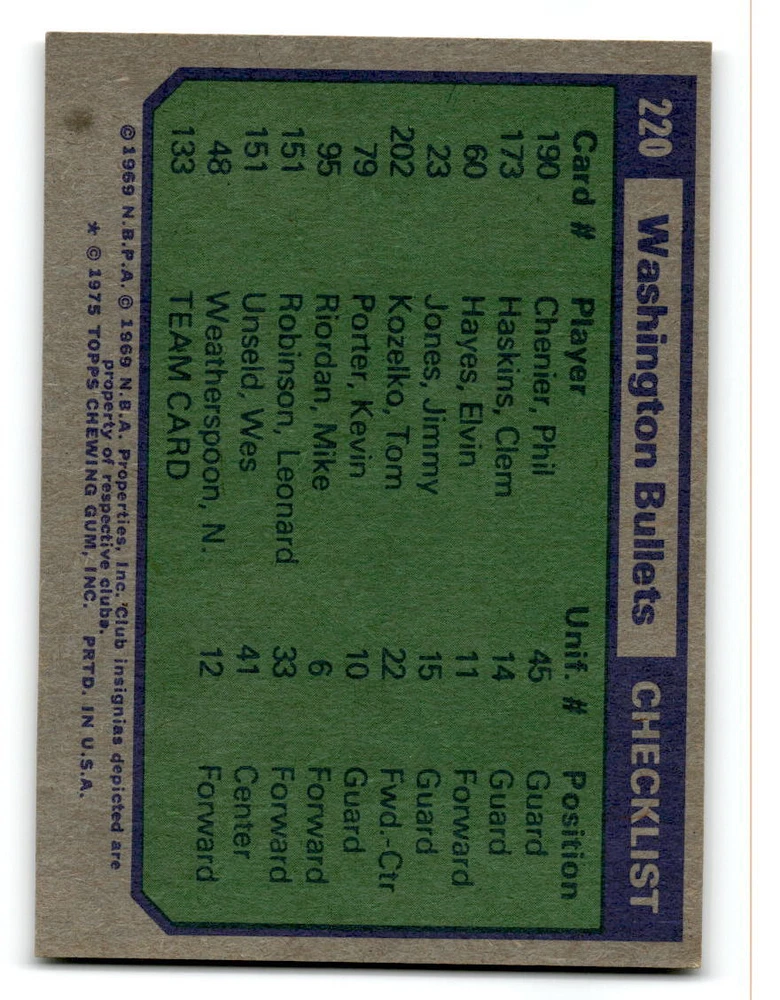 220 Washington Bullets CHECKLIST
Card # Player Unif. # Position
190 Chenier, Phil 45 Guard
173 Haskins, Clem 14 Guard
60 Hayes, Elvin 11 Forward
23 Jones, Jimmy 15 Guard
202 Kozelko, Tom 22 Fwd.-Ctr
79 Porter, Kevin 10 Guard
95 Riordan, Mike 6 Forward
151 Robinson, Leonard 33 Forward
151 Unseld, Wes 41 Center
48 Weatherspoon, N. 12 Forward
133 TEAM CARD
© 1969 N.B.P.A. © 1969 N.B.A. Properties, Inc. Club insignias depicted are
property of respective clubs.
* © 1975 TOPPS CHEWING GUM, INC. PRTD. IN U.S.A.